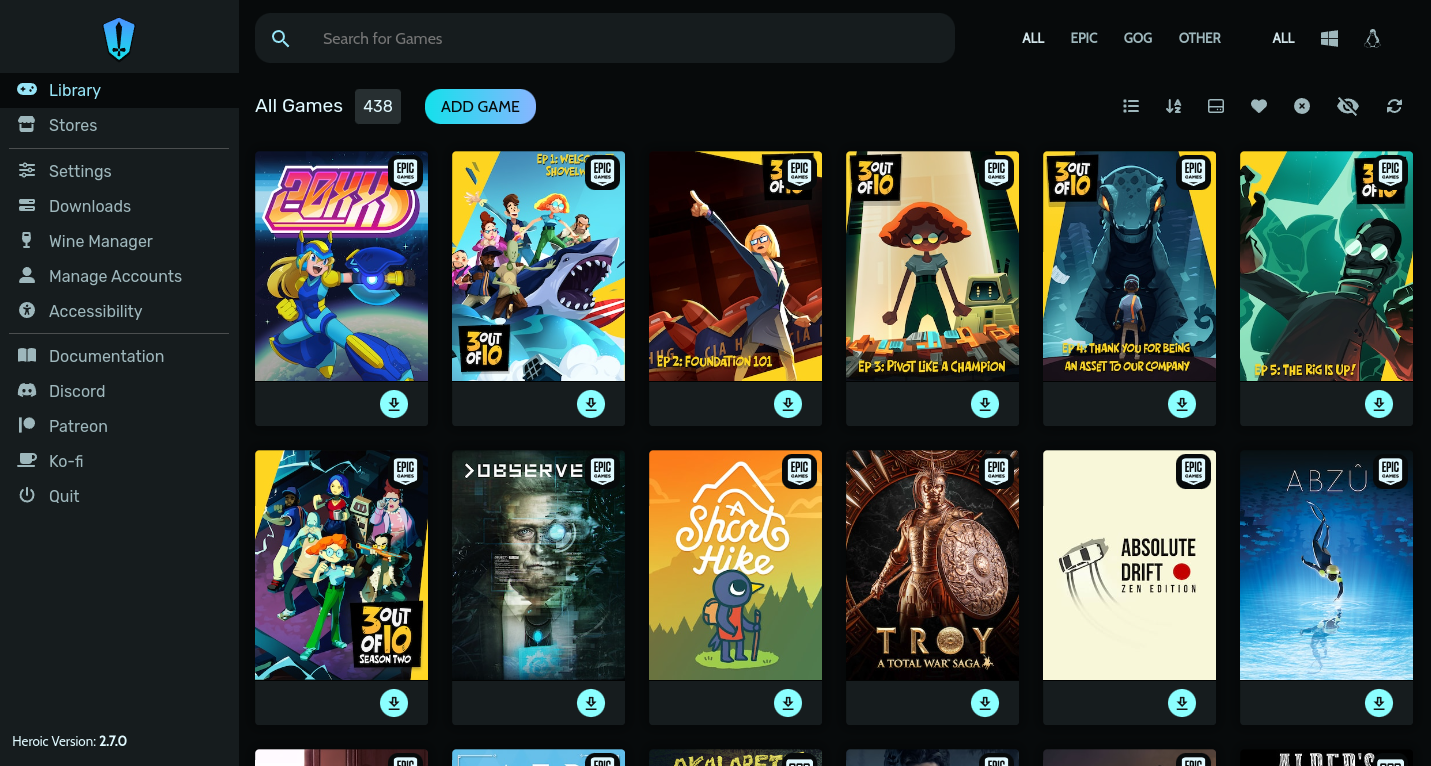 Search for Games
ALL EPIC GOG OTHER ALL
Library
Stores
Settings
Downloads
Wine Manager
Manage Accounts
Accessibility
Documentation
Discord
Patreon
Ko-fi
Quit
Heroic Version: 2.7.0
All Games 438 ADD GAME
20XX
EPIC
GAMES
EP 1: WELCOME
SHOVELW
EPIC
GAMES
3 OUT
OF 10
3
OF 10
EPIC
GAMES
EP 2: FOUNDATION 101
3 OUT
OF 10
EPIC
GAMES
EP 3: PIVOT LIKE A CHAMPION
3 OUT
OF 10
EPIC
GAMES
EP 4: THANK YOU FOR BEING
AN ASSET TO OUR COMPANY
3
OF 10
EPIC
GAMES
EP 5: THE RIG IS UP!
EPIC
GAMES
3 OUT
OF 10
SEASON TWO
>OBSERVE
EPIC
GAMES
EPIC
GAMES
A
Short
Hike
EPIC
GAMES
TROY
A TOTAL WAR SAGA
EPIC
GAMES
ABSOLUTE
DRIFT
ZEN EDITION
EPIC
GAMES
ABZÛ
EPIC
EPIC
EPIC
EPIC